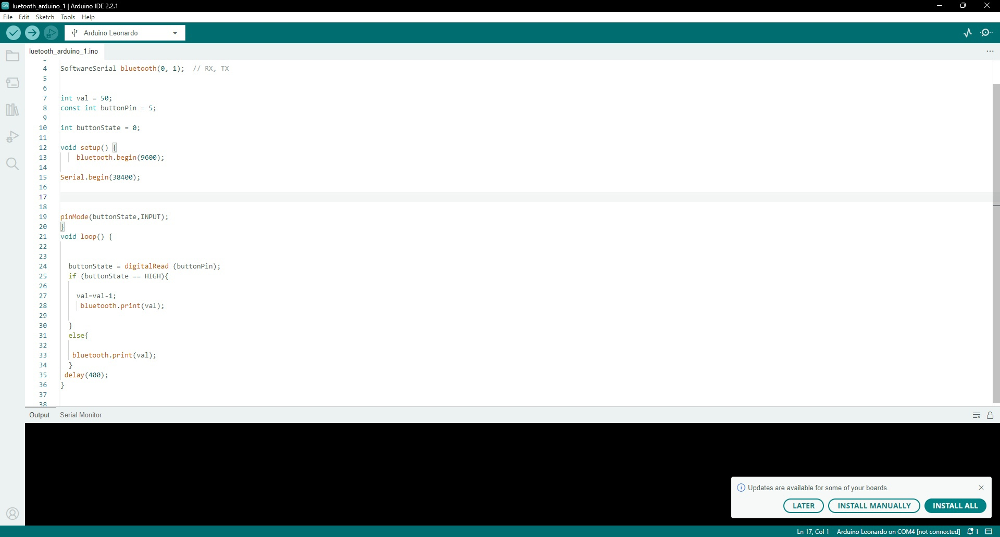 luetooth_arduino_1 | Arduino IDE 2.2.1
File Edit Sketch Tools Help
Arduino Leonardo
luetooth_arduino_1.ino
4 SoftwareSerial bluetooth(0, 1); // RX, TX
5
6
7 int val = 50;
8 const int buttonPin = 5;
9
10 int buttonState = 0;
11
12 void setup() {
13 bluetooth.begin(9600);
14
15 Serial.begin(38400);
16
17
18
19 pinMode(buttonState,INPUT);
20 }
21 void loop() {
22
23
24 buttonState = digitalRead (buttonPin);
25 if (buttonState == HIGH){
26
27 val=val-1;
28 bluetooth.print(val);
29
30 }
31 else{
32
33 bluetooth.print(val);
34 }
35 delay(400);
36 }
37
38
Output Serial Monitor
Updates are available for some of your boards.
LATER INSTALL MANUALLY INSTALL ALL
Ln 17, Col 1 Arduino Leonardo on COM4 [not connected] 1